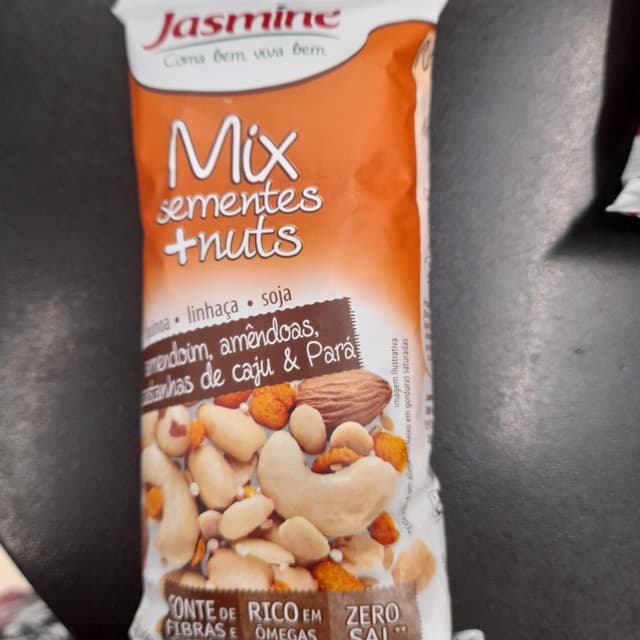 Jasmine
Coma bem, viva bem.
Mix
sementes
+nuts
• linhaça • soja
amendoim, amêndoas,
castanhas de caju & Pará
imagem ilustrativa
FONTE DE FIBRAS E
RICO EM ÔMEGAS
ZERO SAL**